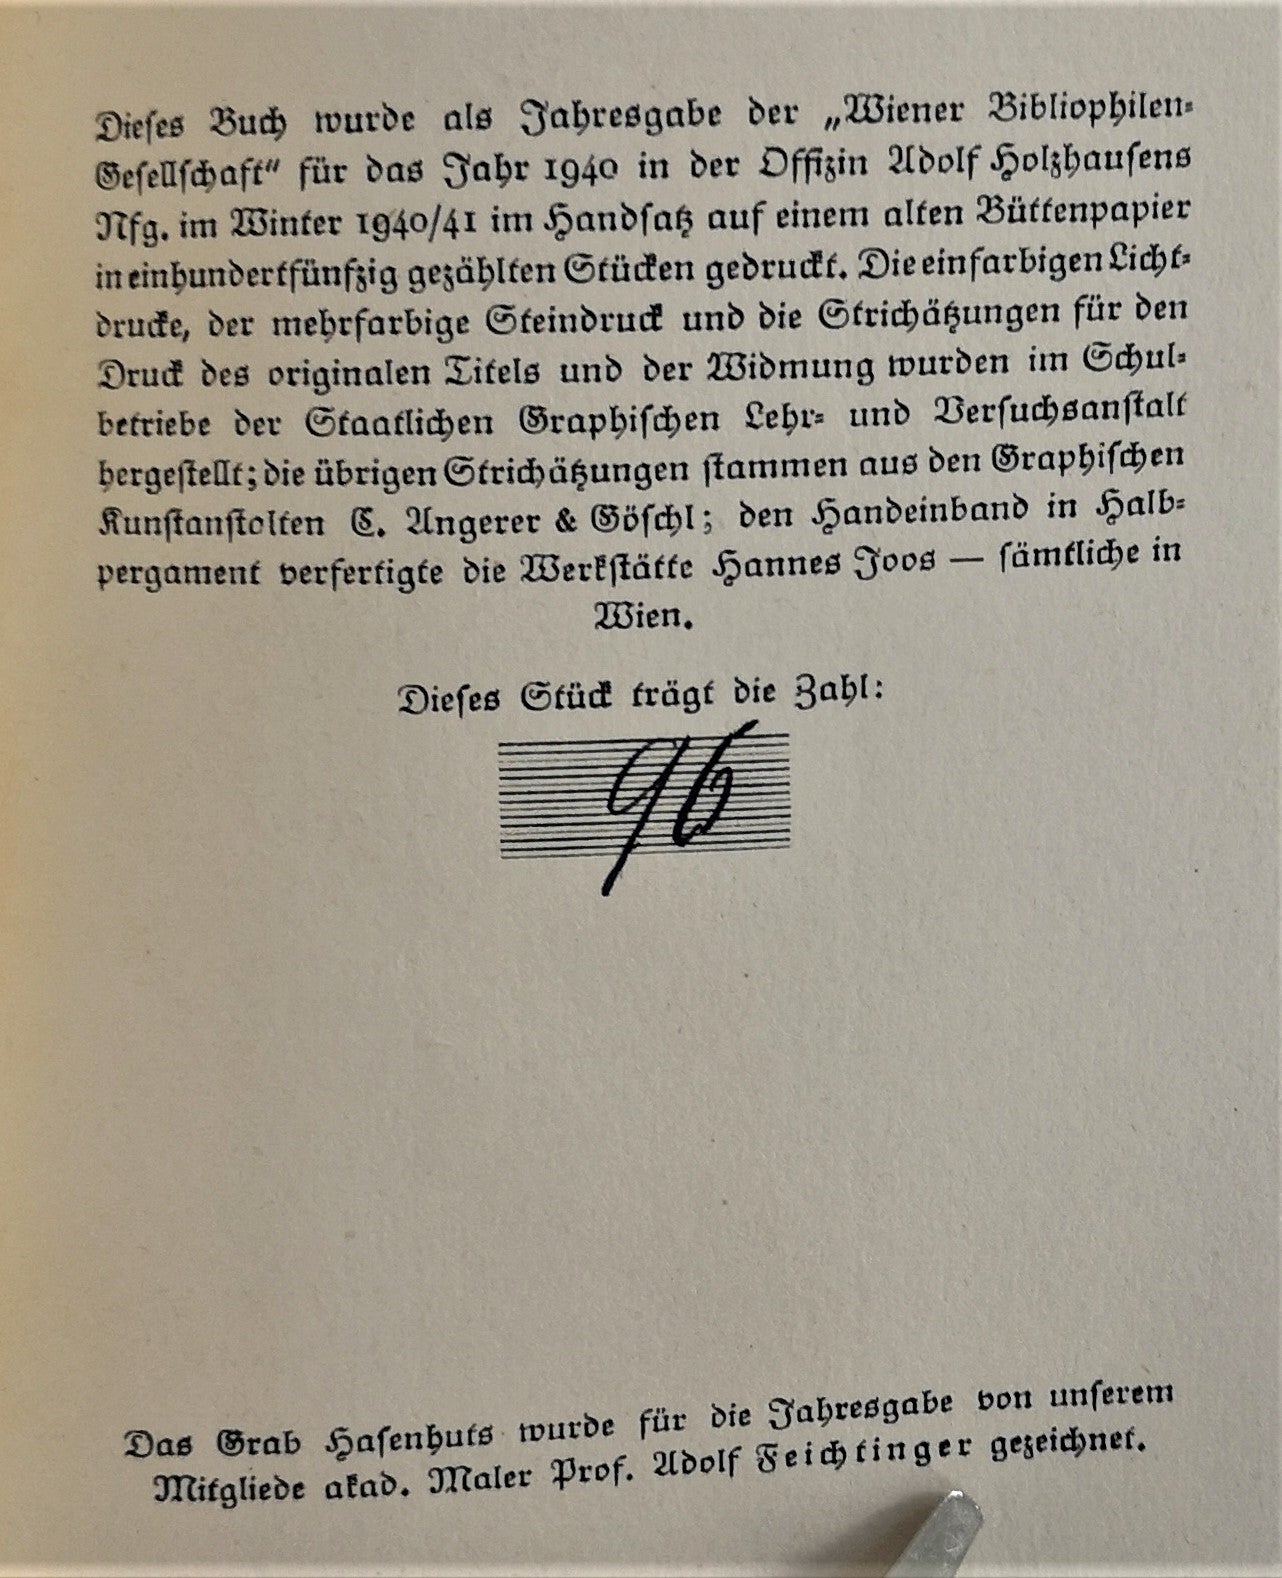 Dieses Buch wurde als Jahresgabe der „Wiener Bibliophilen-
Gesellschaft“ für das Jahr 1940 in der Offizin Adolf Holzhausens
Nfg. im Winter 1940/41 im Handsatz auf einem alten Büttenpapier
in einhundertfünfzig gezählten Stücken gedruckt. Die einfarbigen Licht-
drucke, der mehrfarbige Steindruck und die Strichätzungen für den
Druck des originalen Titels und der Widmung wurden im Schul-
betriebe der Staatlichen Graphischen Lehr- und Versuchsanstalt
hergestellt; die übrigen Strichätzungen stammen aus den Graphischen
Kunstanstalten C. Angerer & Göschl; den Handeinband in Halb-
pergament verfertigte die Werkstätte Hannes Joos — sämtliche in
Wien.
Dieses Stück trägt die Zahl:
96
Das Grab Hasenhuts wurde für die Jahresgabe von unserem
Mitgliede akad. Maler Prof. Adolf Feichtinger gezeichnet.